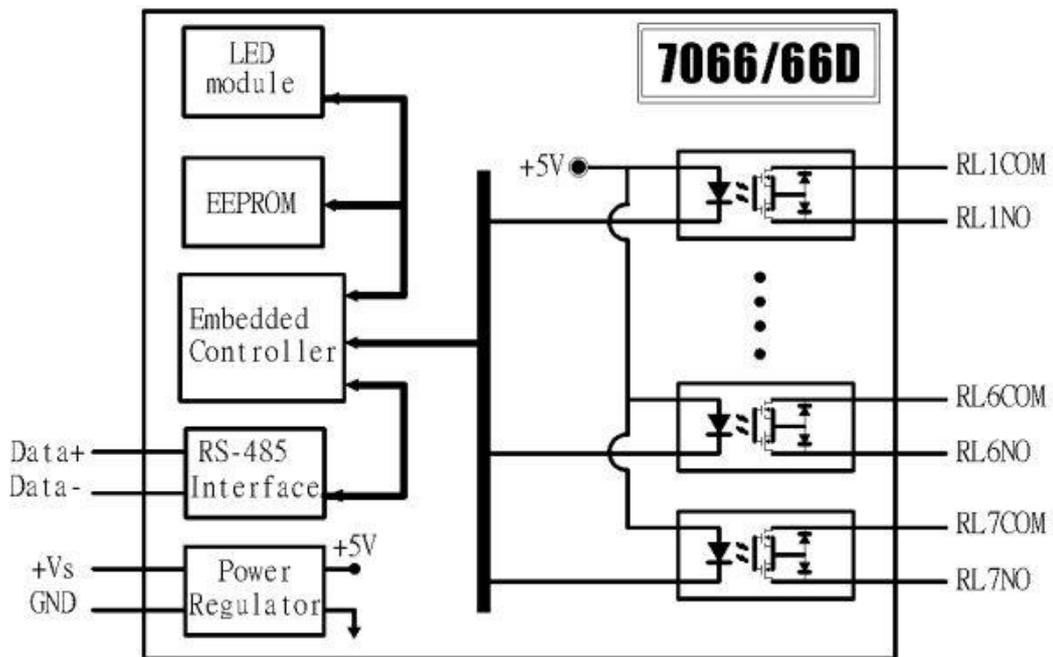 LED
module
7066/66D
EEPROM
Embedded
Controller
Data+
Data-
RS-485
Interface
+Vs
GND
Power
Regulator
+5V
+5V
RL1COM
RL1NO
RL6COM
RL6NO
RL7COM
RL7NO